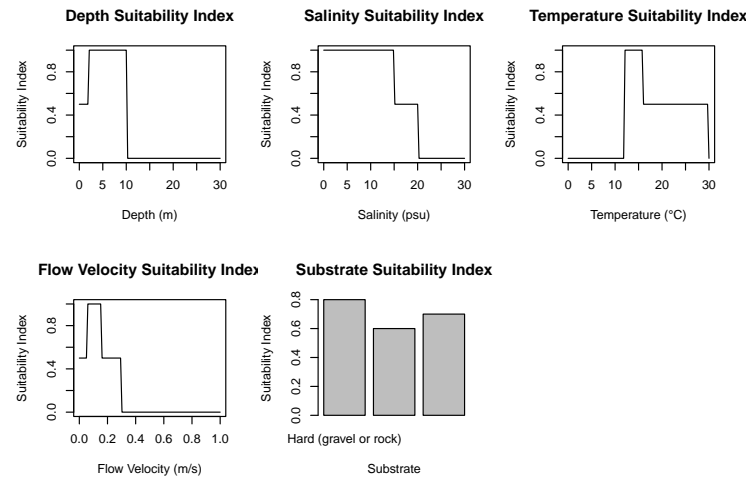 Depth Suitability Index
Suitability Index
0.0 0.4 0.8
0 5 10 20 30
Depth (m)
Salinity Suitability Index
Suitability Index
0.0 0.4 0.8
0 5 10 20 30
Salinity (psu)
Temperature Suitability Index
Suitability Index
0.0 0.4 0.8
0 5 10 20 30
Temperature (°C)
Flow Velocity Suitability Index
Suitability Index
0.0 0.4 0.8
0.0 0.2 0.4 0.6 0.8 1.0
Flow Velocity (m/s)
Substrate Suitability Index
Suitability Index
0.0 0.2 0.4 0.6 0.8
Hard (gravel or rock)
Substrate